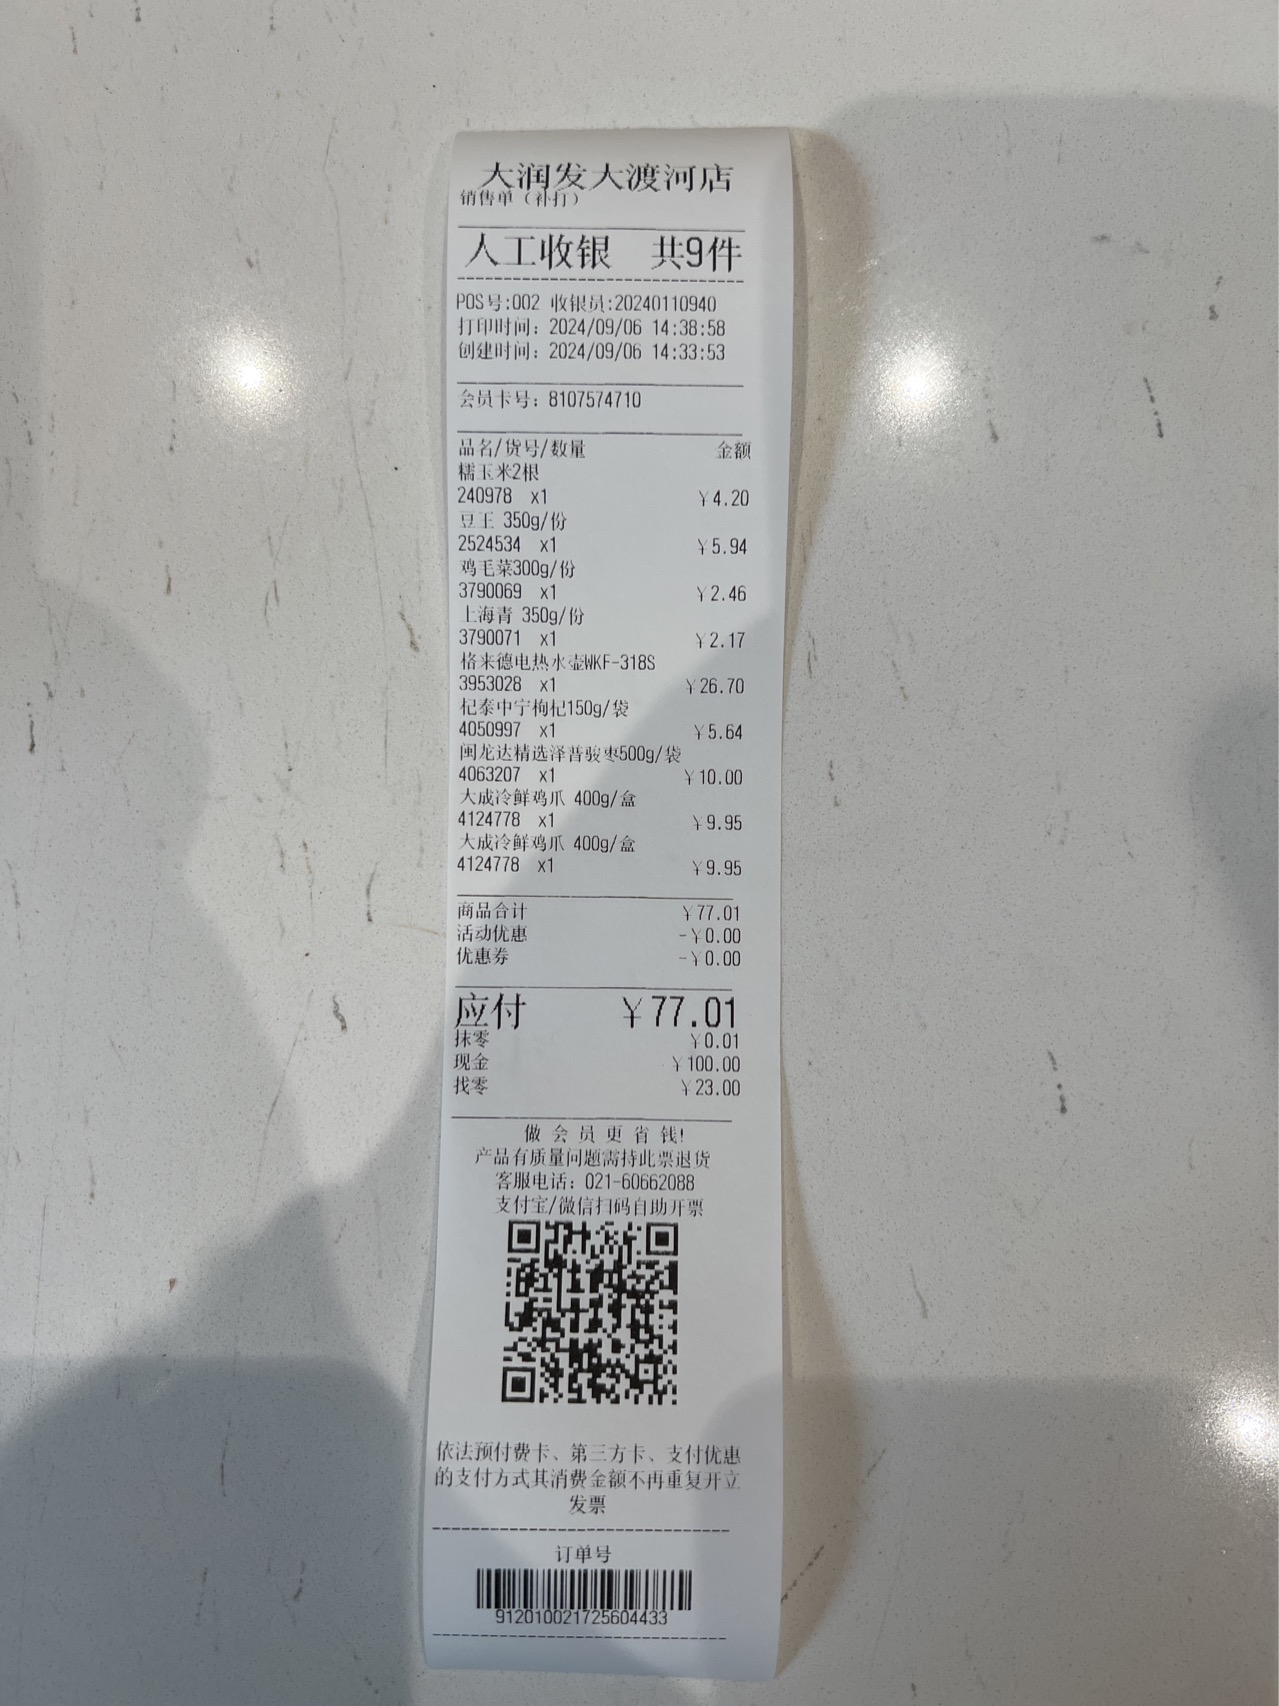 大润发大渡河店
销售单（补打）
人工收银 共9件
POS号:002 收银员:20240110940
打印时间：2024/09/06 14:38:58
创建时间：2024/09/06 14:33:53
会员卡号：8107574710
品名/货号/数量 金额
糯玉米2根
240978 x1 ￥4.20
豆王 350g/份
2524534 x1 ￥5.94
鸡毛菜300g/份
3790069 x1 ￥2.46
上海青 350g/份
3790071 x1 ￥2.17
格来德电热水壶WKF-318S
3953028 x1 ￥26.70
杞泰中宁枸杞150g/袋
4050997 x1 ￥5.64
闽龙达精选泽普骏枣500g/袋
4063207 x1 ￥10.00
大成冷鲜鸡爪 400g/盒
4124778 x1 ￥9.95
大成冷鲜鸡爪 400g/盒
4124778 x1 ￥9.95
商品合计 ￥77.01
活动优惠 -￥0.00
优惠券 -￥0.00
应付 ￥77.01
抹零 ￥0.01
现金 ￥100.00
找零 ￥23.00
做 会 员 更 省 钱!
产品有质量问题需持此票退货
客服电话：021-60662088
支付宝/微信扫码自助开票
依法预付费卡、第三方卡、支付优惠
的支付方式其消费金额不再重复开立
发票
订单号
912010021725604433